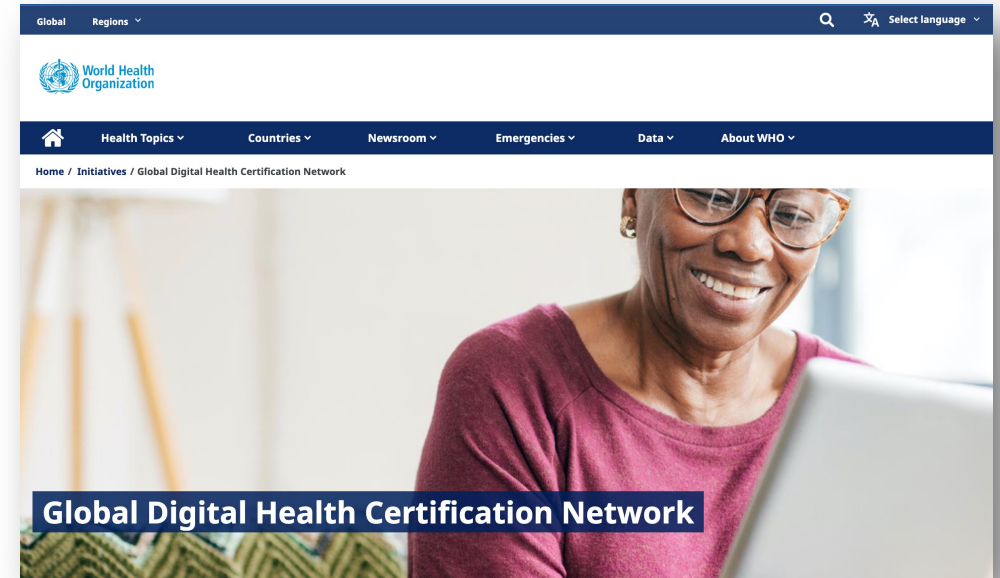 Global Regions
Select language
World Health
Organization
Health Topics Countries Newsroom Emergencies Data About WHO
Home / Initiatives / Global Digital Health Certification Network
Global Digital Health Certification Network